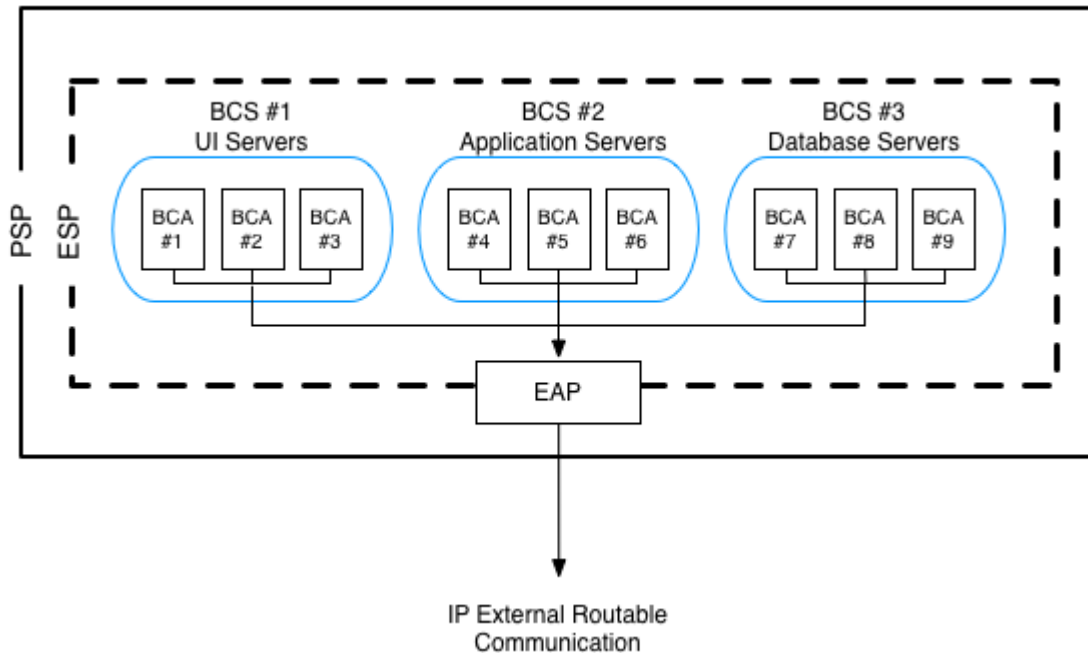 PSP
ESP
BCS #1
UI Servers
BCS #2
Application Servers
BCS #3
Database Servers
BCA
#1
BCA
#2
BCA
#3
BCA
#4
BCA
#5
BCA
#6
BCA
#7
BCA
#8
BCA
#9
EAP
IP External Routable
Communication